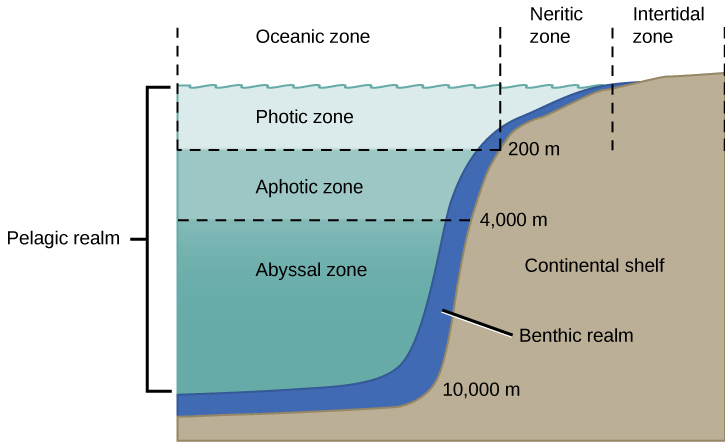 Oceanic zone
Neritic
zone
Intertidal
zone
Photic zone
200 m
Aphotic zone
4,000 m
Pelagic realm
Abyssal zone
Continental shelf
Benthic realm
10,000 m